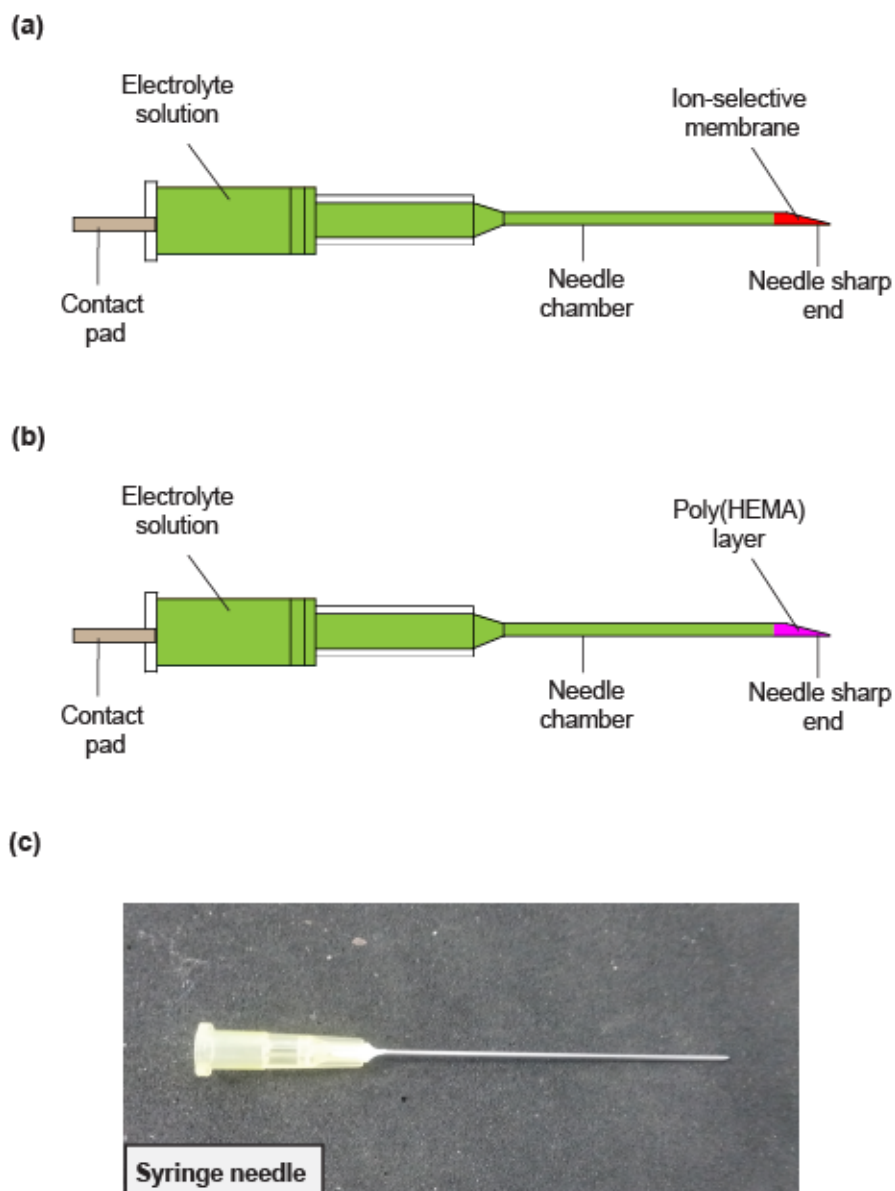 (a)
Electrolyte
solution
Ion-selective
membrane
Contact
pad
Needle
chamber
Needle sharp
end
(b)
Electrolyte
solution
Poly(HEMA)
layer
Contact
pad
Needle
chamber
Needle sharp
end
(c)
Syringe needle